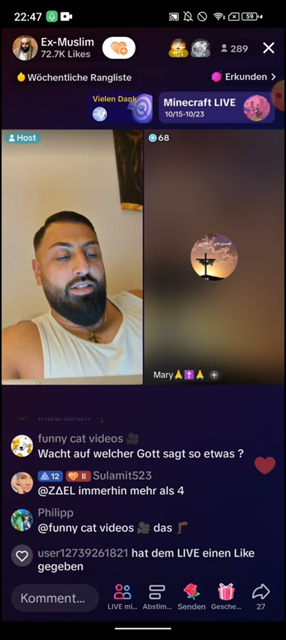 22:47
59
Ex-Muslim
72.7K Likes
289
Wöchentliche Rangliste
Erkunden >
Vielen Dank
Minecraft LIVE
10/15-10/23
Host
68
Mary🙏✝️🙏
funny cat videos 🎥
Wacht auf welcher Gott sagt so etwas ?
12 II Sulamit523
@ZΔEL immerhin mehr als 4
Philipp
@funny cat videos 🎥 das
user12739261821 hat dem LIVE einen Like
gegeben
Komment...
LIVE mi...
Abstim...
Senden
Gesche...
27